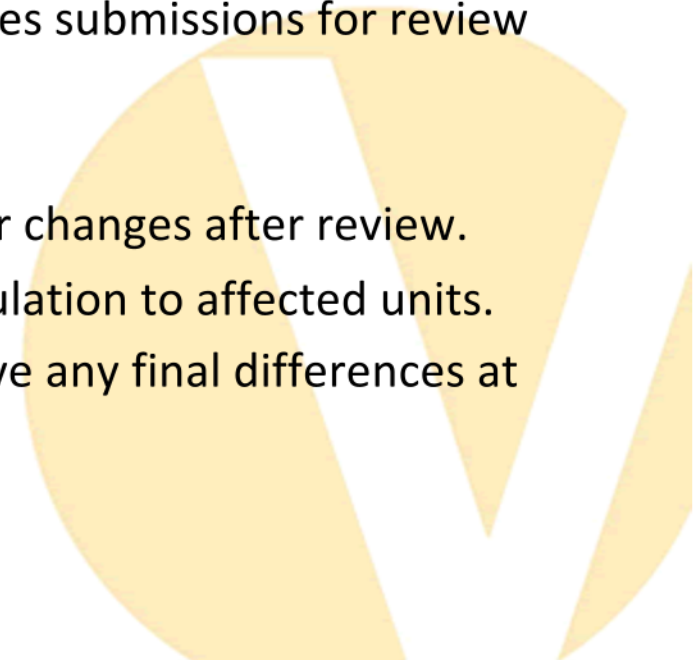 es submissions for review
r changes after review.
ulation to affected units.
ve any final differences at